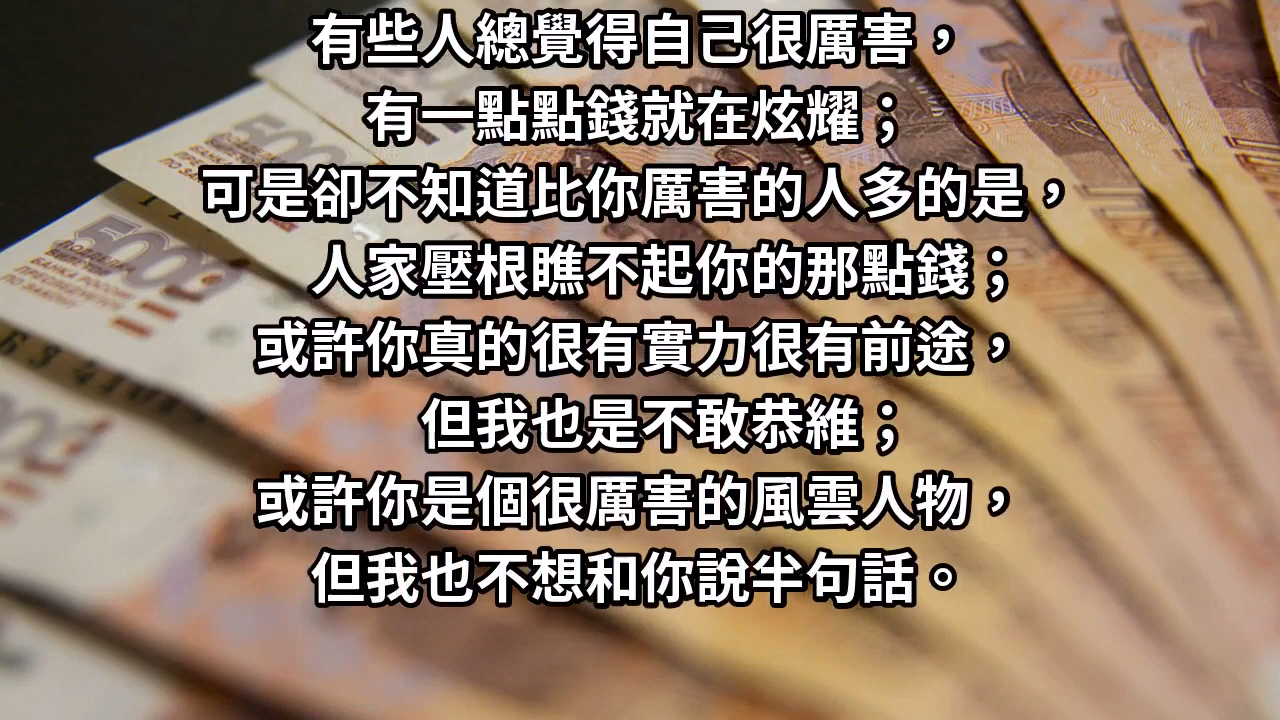 有些人總覺得自己很厲害，
有一點點錢就在炫耀；
可是卻不知道比你厲害的人多的是，
人家壓根瞧不起你的那點錢；
或許你真的很有實力很有前途，
但我也是不敢恭維；
或許你是個很厲害的風雲人物，
但我也不想和你說半句話。
5000